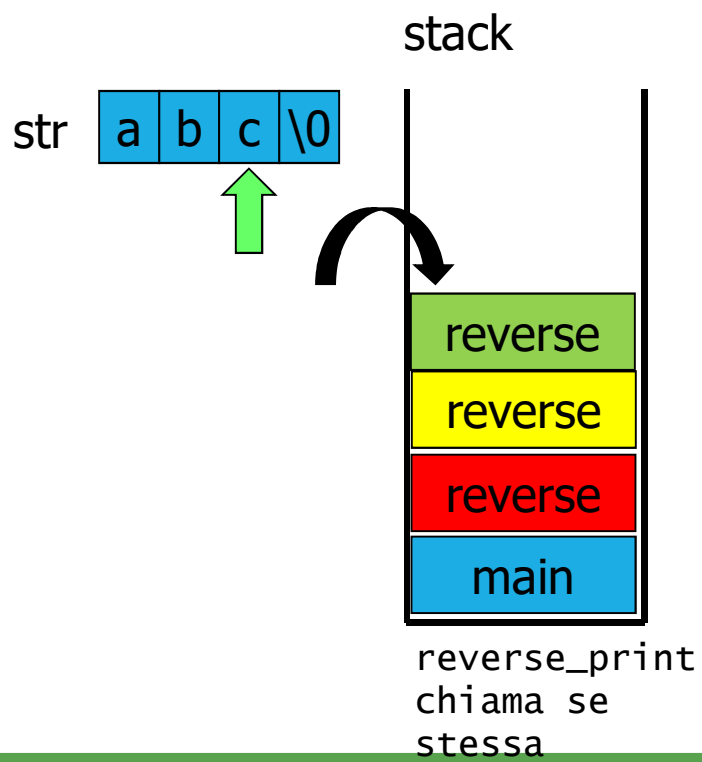 stack
str a b c \0
reverse
reverse
reverse
main
reverse_print
chiama se
stessa